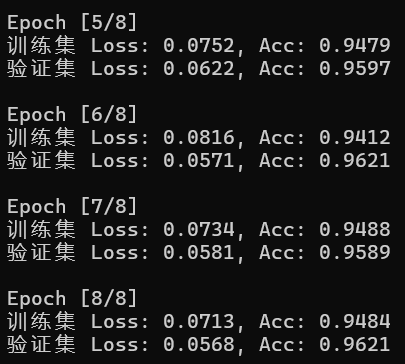 Epoch [5/8]
训练集 Loss: 0.0752, Acc: 0.9479
验证集 Loss: 0.0622, Acc: 0.9597
Epoch [6/8]
训练集 Loss: 0.0816, Acc: 0.9412
验证集 Loss: 0.0571, Acc: 0.9621
Epoch [7/8]
训练集 Loss: 0.0734, Acc: 0.9488
验证集 Loss: 0.0581, Acc: 0.9589
Epoch [8/8]
训练集 Loss: 0.0713, Acc: 0.9484
验证集 Loss: 0.0568, Acc: 0.9621